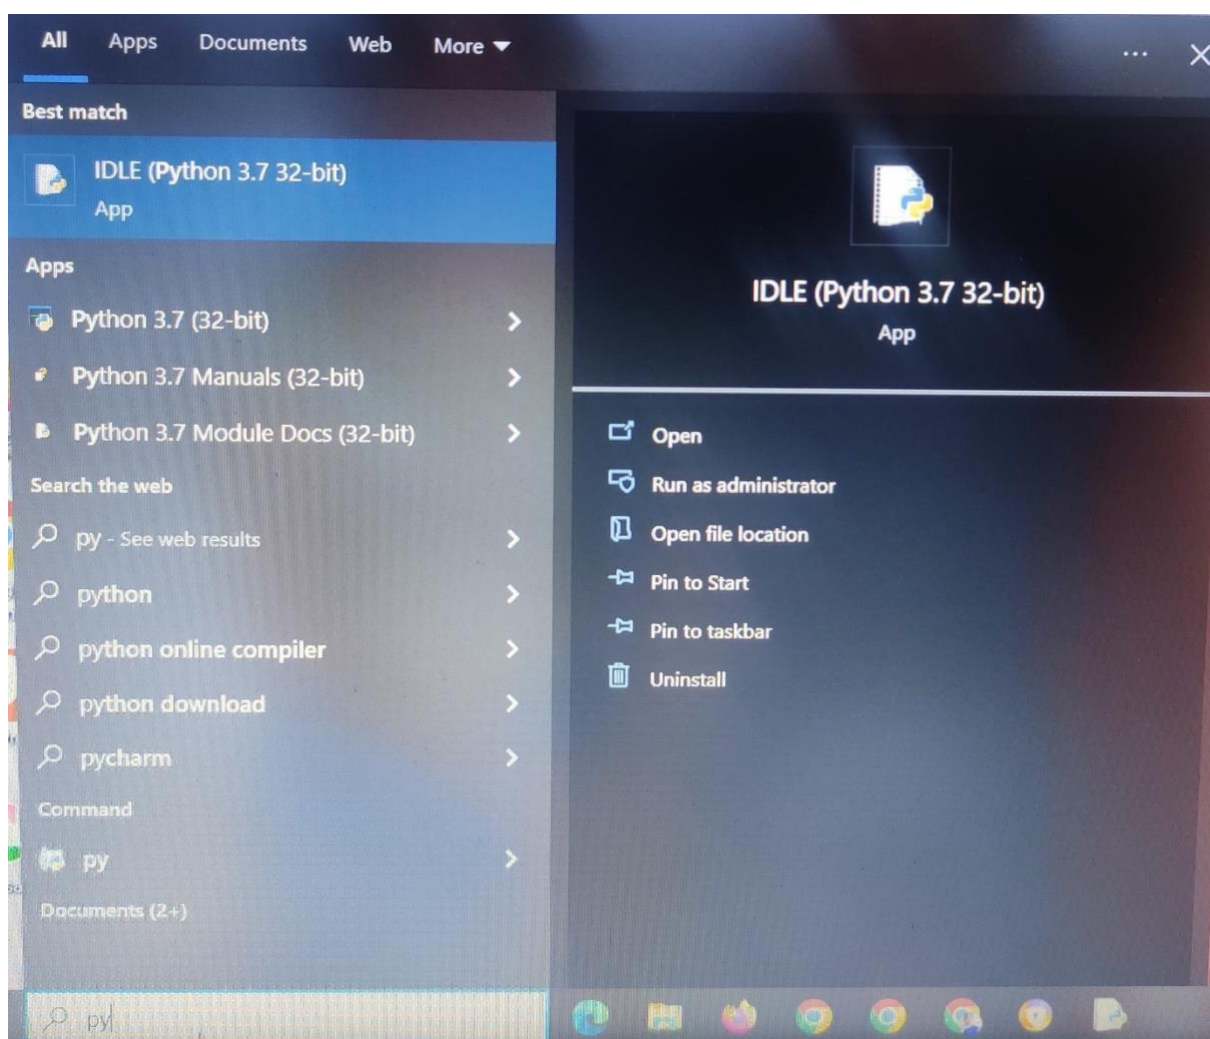 All Apps Documents Web More
Best match
IDLE (Python 3.7 32-bit)
App
Apps
Python 3.7 (32-bit)
Python 3.7 Manuals (32-bit)
Python 3.7 Module Docs (32-bit)
Search the web
py - See web results
python
python online compiler
python download
pycharm
Command
py
Documents (2+)
py
IDLE (Python 3.7 32-bit)
App
Open
Run as administrator
Open file location
Pin to Start
Pin to taskbar
Uninstall